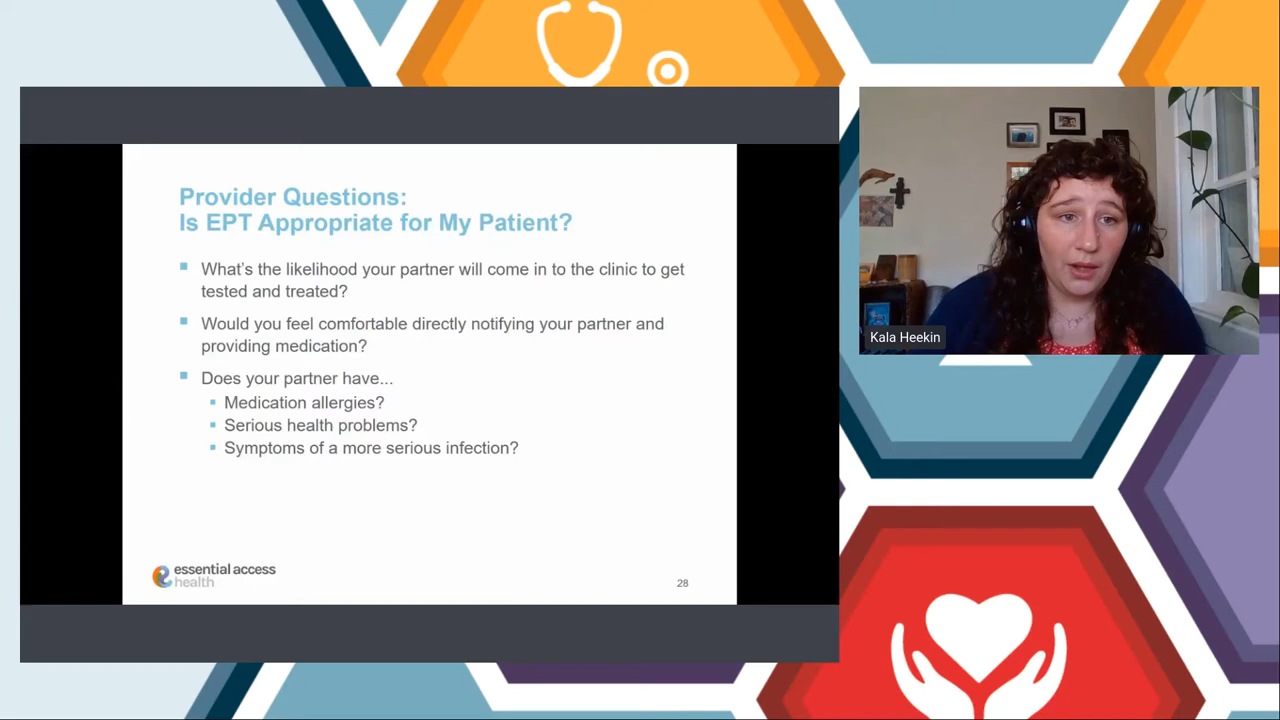 Provider Questions:
Is EPT Appropriate for My Patient?
What's the likelihood your partner will come in to the clinic to get
tested and treated?
Would you feel comfortable directly notifying your partner and
providing medication?
Does your partner have...
Medication allergies?
Serious health problems?
Symptoms of a more serious infection?
essential access
health
28
Kala Heekin